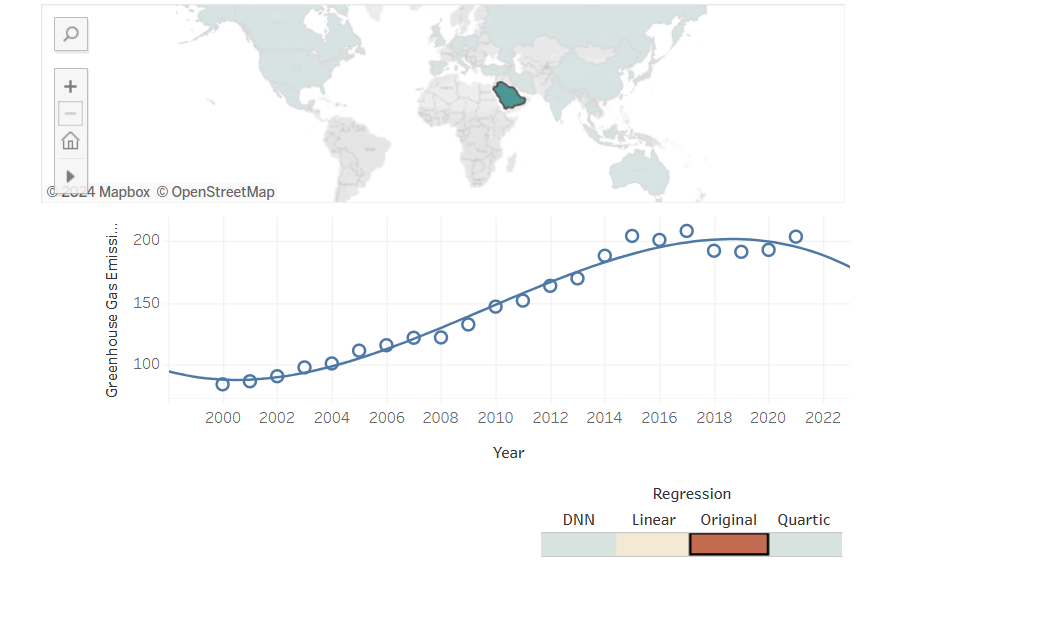 © 2024 Mapbox © OpenStreetMap
Greenhouse Gas Emissi...
200
150
100
2000 2002 2004 2006 2008 2010 2012 2014 2016 2018 2020 2022
Year
Regression
DNN Linear Original Quartic